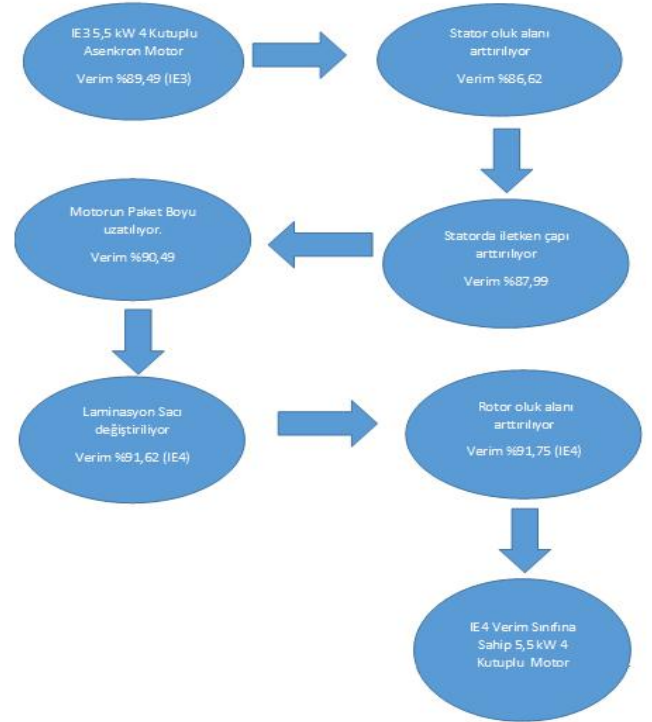 IE3 5,5 kW 4 Kutuplu
Asenkron Motor
Verim %89,49 (IE3)
Stator oluk alanı
arttırılıyor
Verim %86,62
Statorda iletken çapı
arttırılıyor
Verim %87,99
Motorun Paket Boyu
uzatılıyor.
Verim %90,49
Laminasyon Sacı
değiştiriliyor
Verim %91,62 (IE4)
Rotor oluk alanı
arttırılıyor
Verim %91,75 (IE4)
IE4 Verim Sınıfına
Sahip 5,5 kW 4
Kutuplu Motor